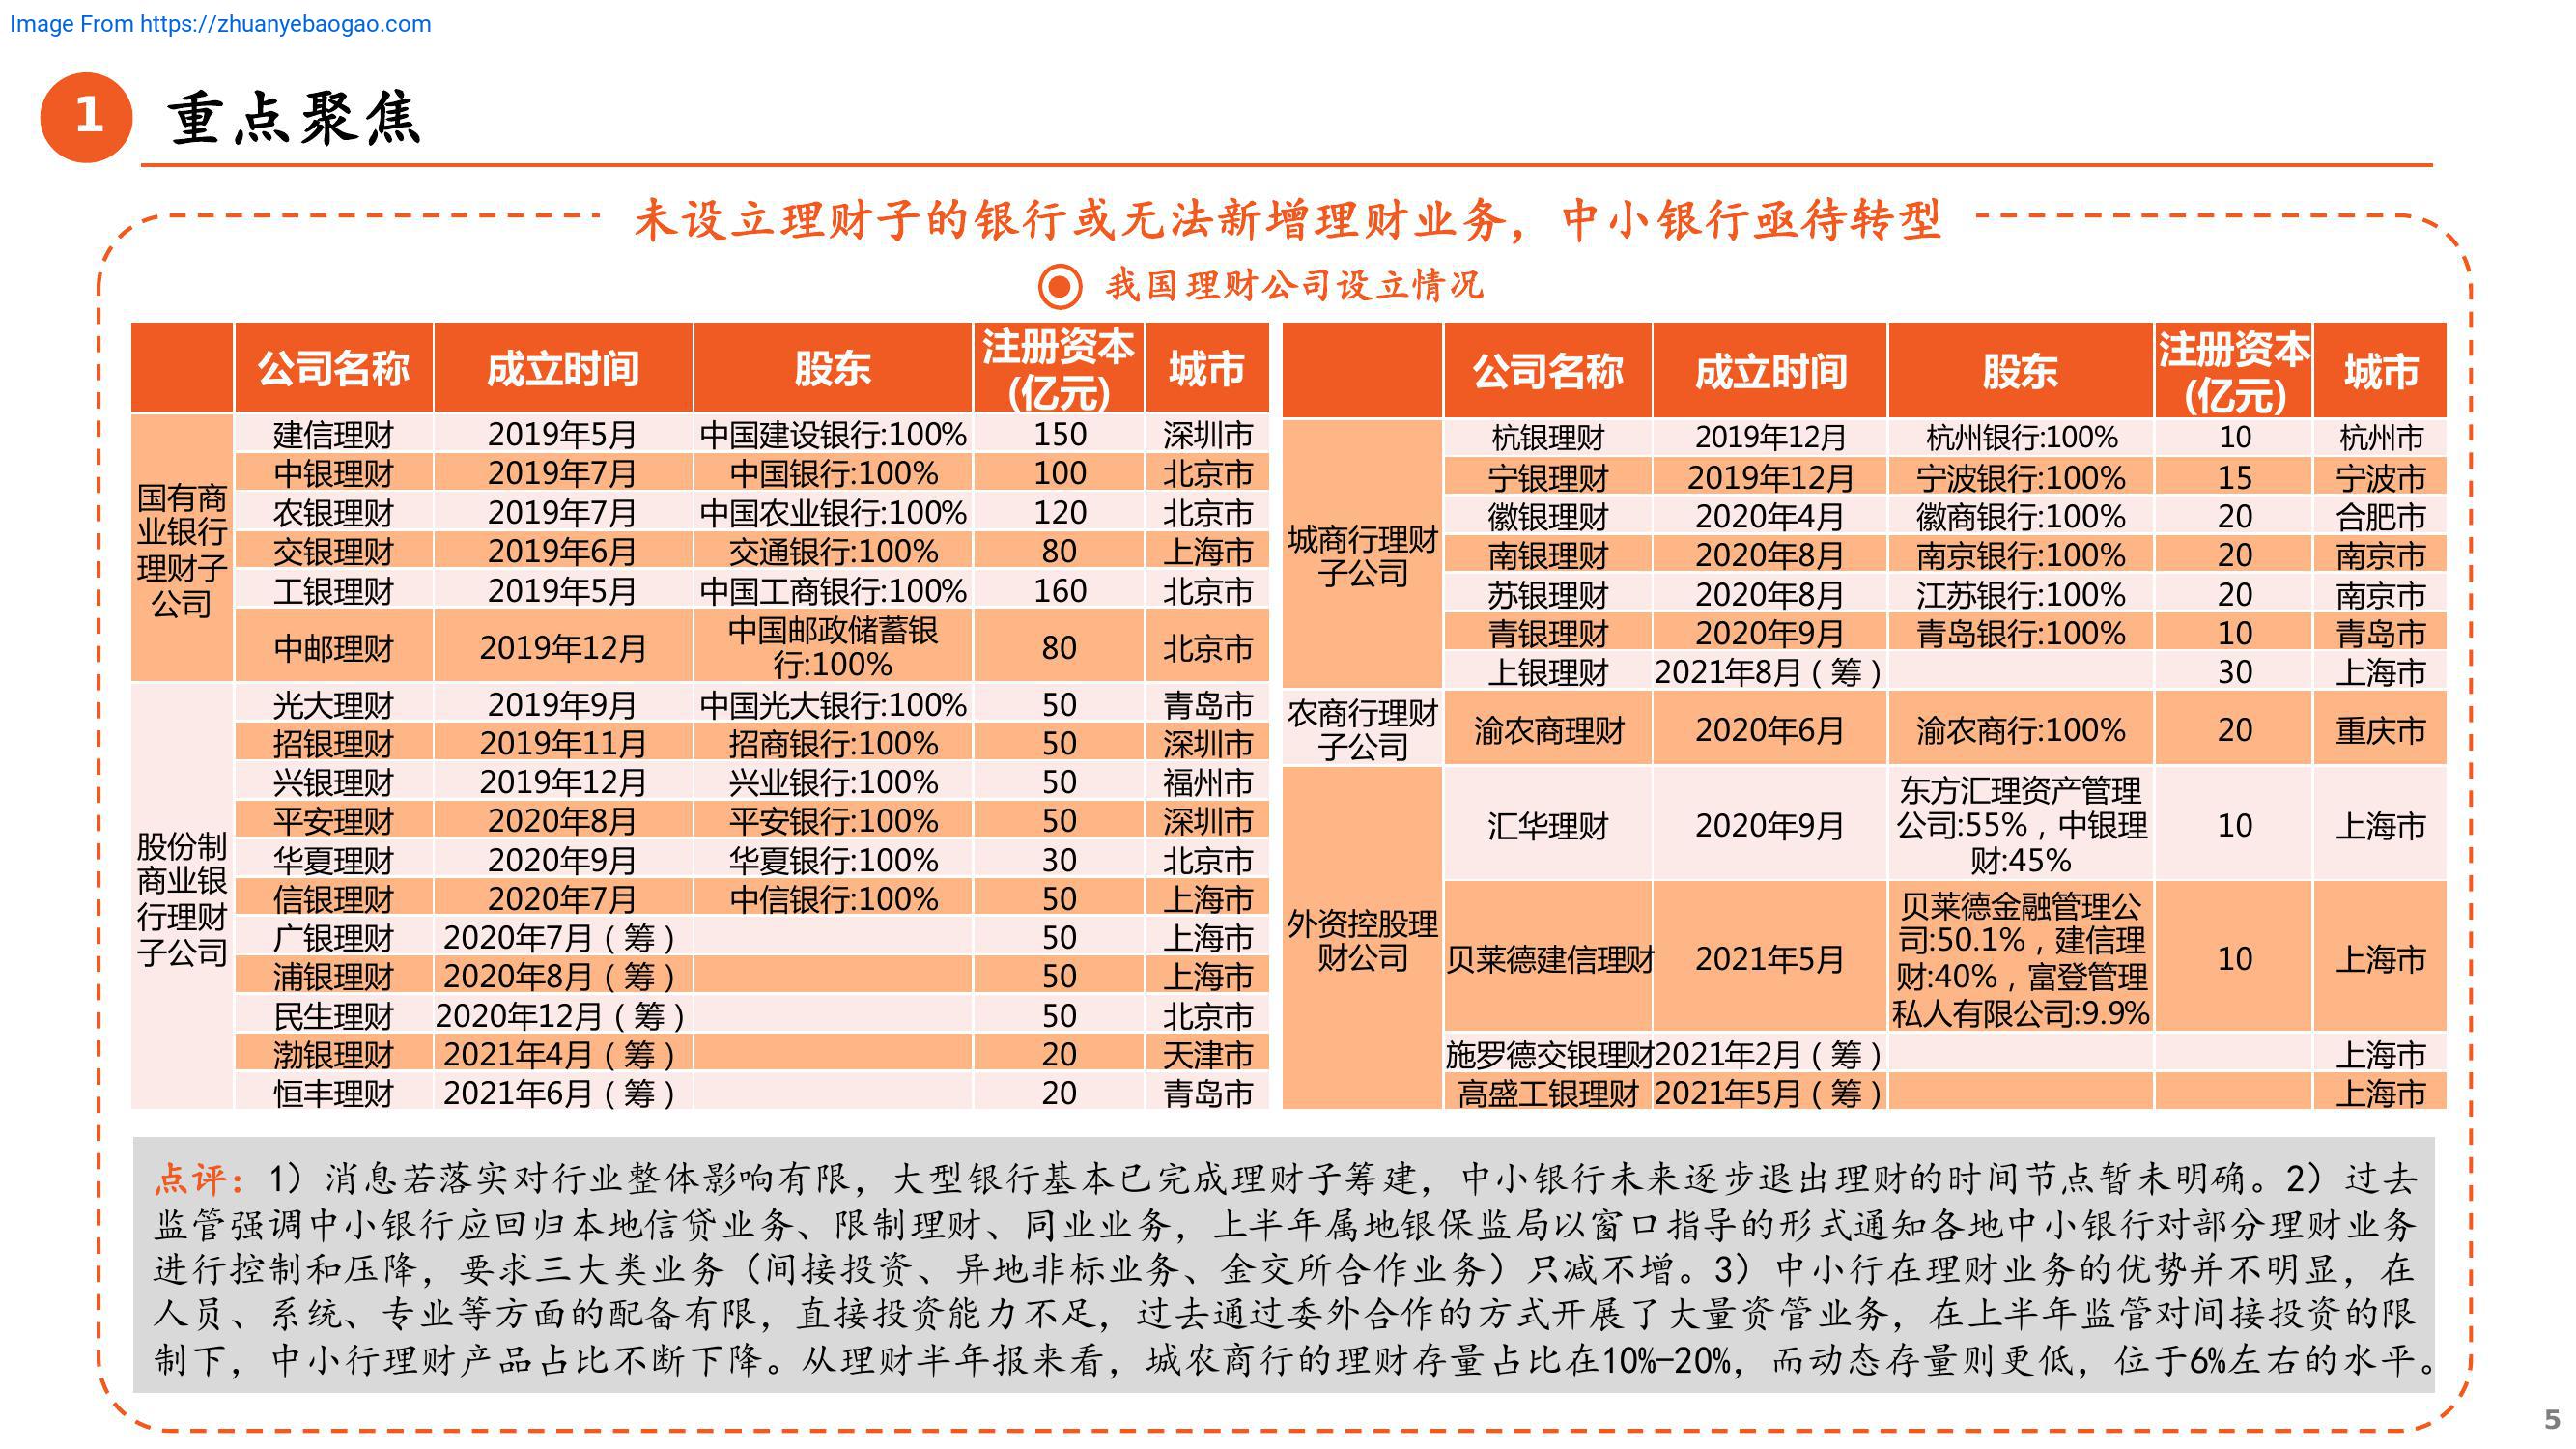 Image From https://zhuanyebaogao.com
1 重点聚焦
未设立理财子的银行或无法新增理财业务，中小银行亟待转型
我国理财公司设立情况
公司名称 成立时间 股东 注册资本(亿元) 城市
国有商业银行理财子公司
建信理财 2019年5月 中国建设银行:100% 150 深圳市
中银理财 2019年7月 中国银行:100% 100 北京市
农银理财 2019年7月 中国农业银行:100% 120 北京市
交银理财 2019年6月 交通银行:100% 80 上海市
工银理财 2019年5月 中国工商银行:100% 160 北京市
中邮理财 2019年12月 中国邮政储蓄银行:100% 80 北京市
股份制商业银行理财子公司
光大理财 2019年9月 中国光大银行:100% 50 青岛市
招银理财 2019年11月 招商银行:100% 50 深圳市
兴银理财 2019年12月 兴业银行:100% 50 福州市
平安理财 2020年8月 平安银行:100% 50 深圳市
华夏理财 2020年9月 华夏银行:100% 30 北京市
信银理财 2020年7月 中信银行:100% 50 上海市
广银理财 2020年7月（筹） 50 上海市
浦银理财 2020年8月（筹） 50 上海市
民生理财 2020年12月（筹） 50 北京市
渤银理财 2021年4月（筹） 20 天津市
恒丰理财 2021年6月（筹） 20 青岛市
公司名称 成立时间 股东 注册资本(亿元) 城市
城商行理财子公司
杭银理财 2019年12月 杭州银行:100% 10 杭州市
宁银理财 2019年12月 宁波银行:100% 15 宁波市
徽银理财 2020年4月 徽商银行:100% 20 合肥市
南银理财 2020年8月 南京银行:100% 20 南京市
苏银理财 2020年8月 江苏银行:100% 20 南京市
青银理财 2020年9月 青岛银行:100% 10 青岛市
上银理财 2021年8月（筹） 30 上海市
农商行理财子公司
渝农商理财 2020年6月 渝农商行:100% 20 重庆市
外资控股理财公司
汇华理财 2020年9月 东方汇理资产管理公司:55%，中银理财:45% 10 上海市
贝莱德建信理财 2021年5月 贝莱德金融管理公司:50.1%，建信理财:40%，富登管理私人有限公司:9.9% 10 上海市
施罗德交银理财 2021年2月（筹） 上海市
高盛工银理财 2021年5月（筹） 上海市
点评：1）消息若落实对行业整体影响有限，大型银行基本已完成理财子筹建，中小银行未来逐步退出理财的时间节点暂未明确。2）过去
监管强调中小银行应回归本地信贷业务、限制理财、同业业务，上半年属地银保监局以窗口指导的形式通知各地中小银行对部分理财业务
进行控制和压降，要求三大类业务（间接投资、异地非标业务、金交所合作业务）只减不增。3）中小行在理财业务的优势并不明显，在
人员、系统、专业等方面的配备有限，直接投资能力不足，过去通过委外合作的方式开展了大量资管业务，在上半年监管对间接投资的限
制下，中小行理财产品占比不断下降。从理财半年报来看，城农商行的理财存量占比在10%-20%，而动态存量则更低，位于6%左右的水平。
5